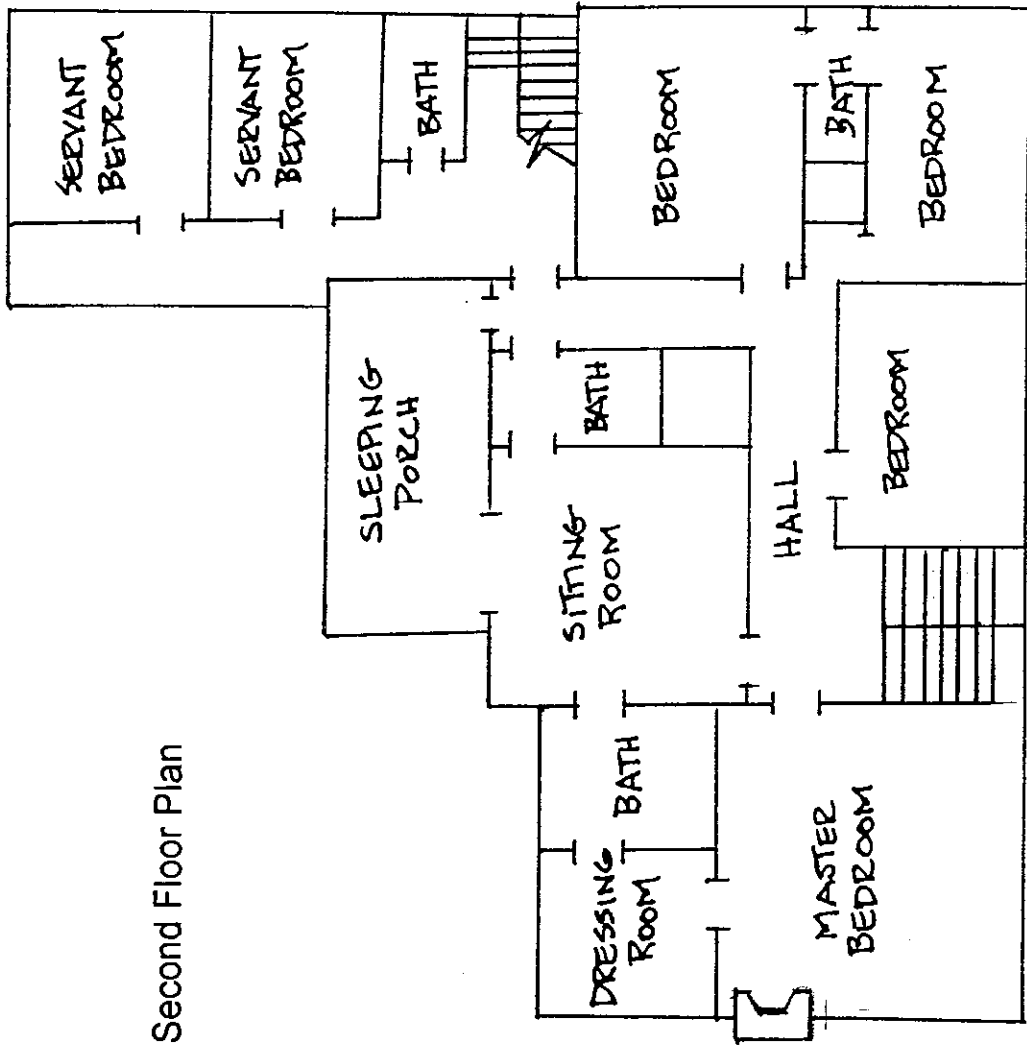 Second Floor Plan
SERVANT
BEDROOM
SERVANT
BEDROOM
BATH
SLEEPING
PORCH
DRESSING
ROOM
BATH
SITTING
ROOM
BATH
BEDROOM
HALL
BATH
MASTER
BEDROOM
BEDROOM
BEDROOM